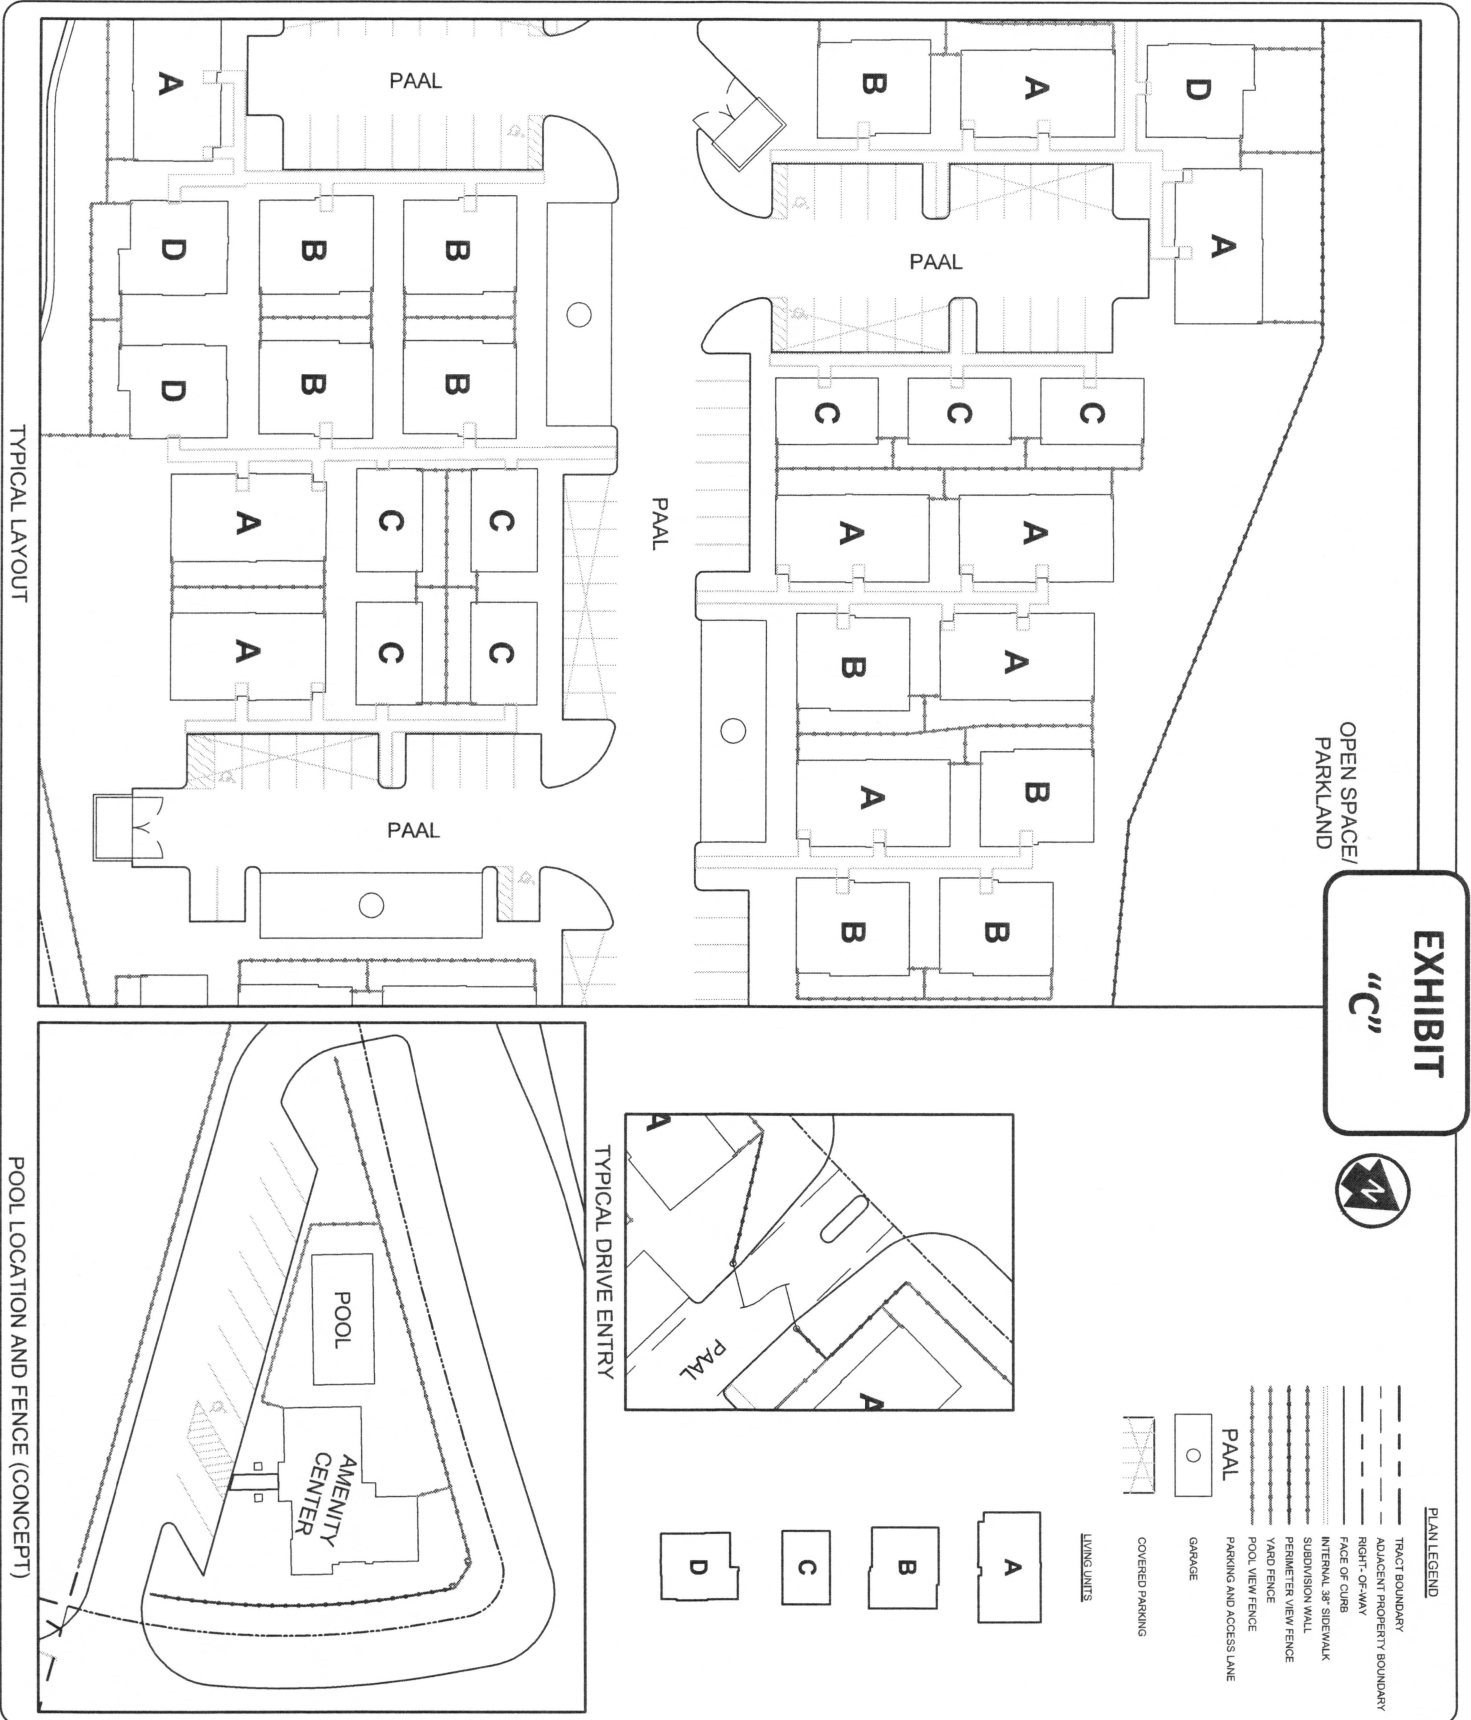 EXHIBIT
“C”
N
OPEN SPACE/
PARKLAND
D
A
C
A
A
B
A
B
C
PAAL
B
A
B
B
A
C
PAAL
C
C
B
B
PAAL
PAAL
C
C
B
B
A
A
D
D
A
TYPICAL LAYOUT
PLAN LEGEND
TRACT BOUNDARY
ADJACENT PROPERTY BOUNDARY
RIGHT- OF-WAY
FACE OF CURB
INTERNAL 38" SIDEWALK
SUBDIVISION WALL
PERIMETER VIEW FENCE
YARD FENCE
POOL VIEW FENCE
PAAL PARKING AND ACCESS LANE
GARAGE
COVERED PARKING
LIVING UNITS
A
B
C
D
A
PAAL
A
TYPICAL DRIVE ENTRY
POOL
AMENITY
CENTER
POOL LOCATION AND FENCE (CONCEPT)